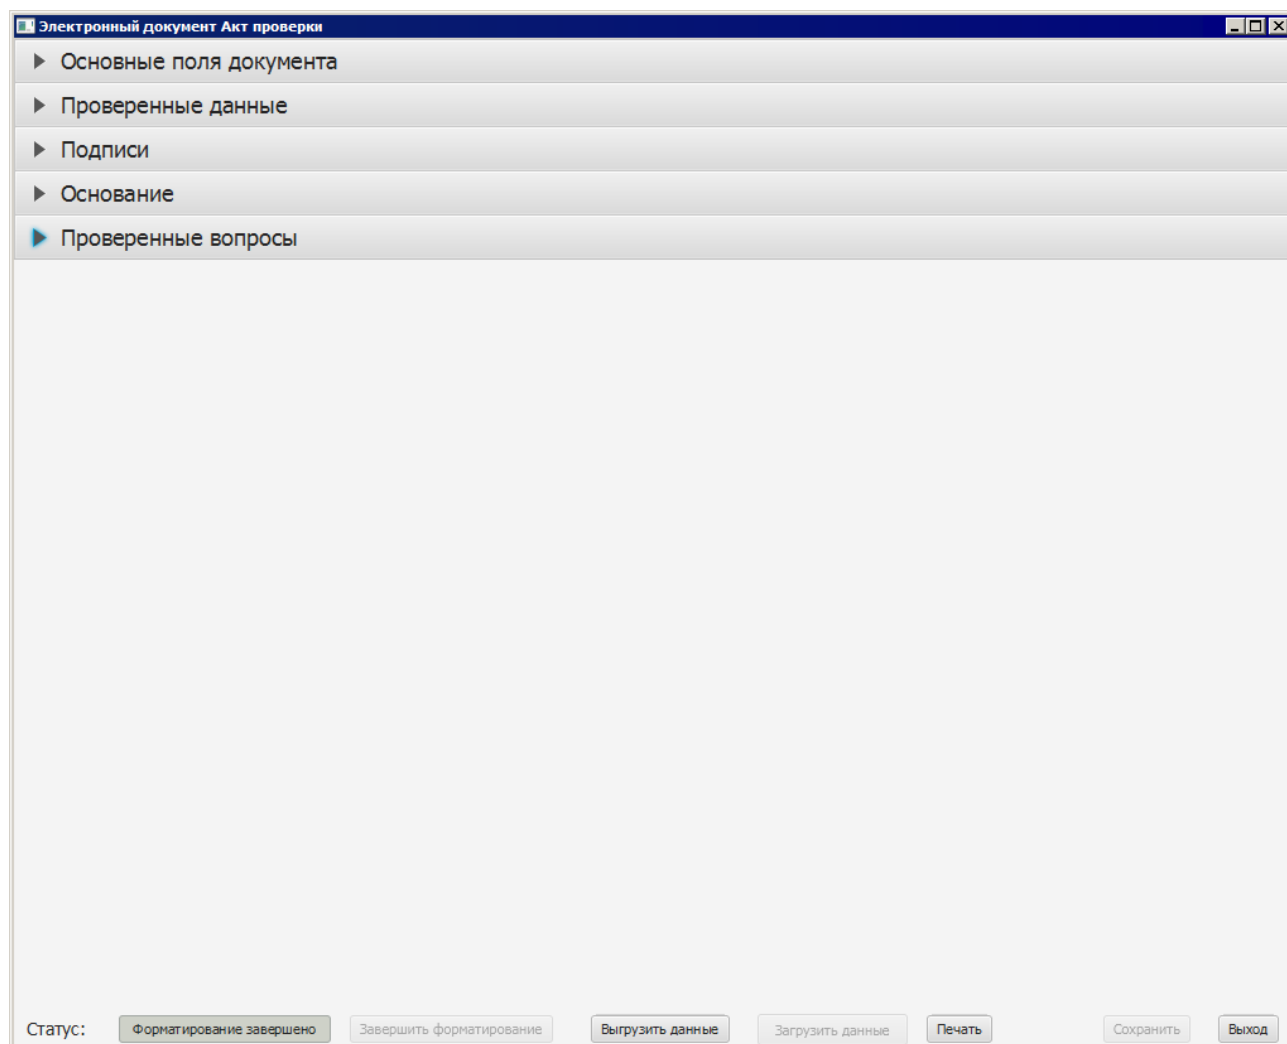 Электронный документ Акт проверки
Основные поля документа
Проверенные данные
Подписи
Основание
Проверенные вопросы
Статус: Форматирование завершено Завершить форматирование Выгрузить данные Загрузить данные Печать Сохранить Выход